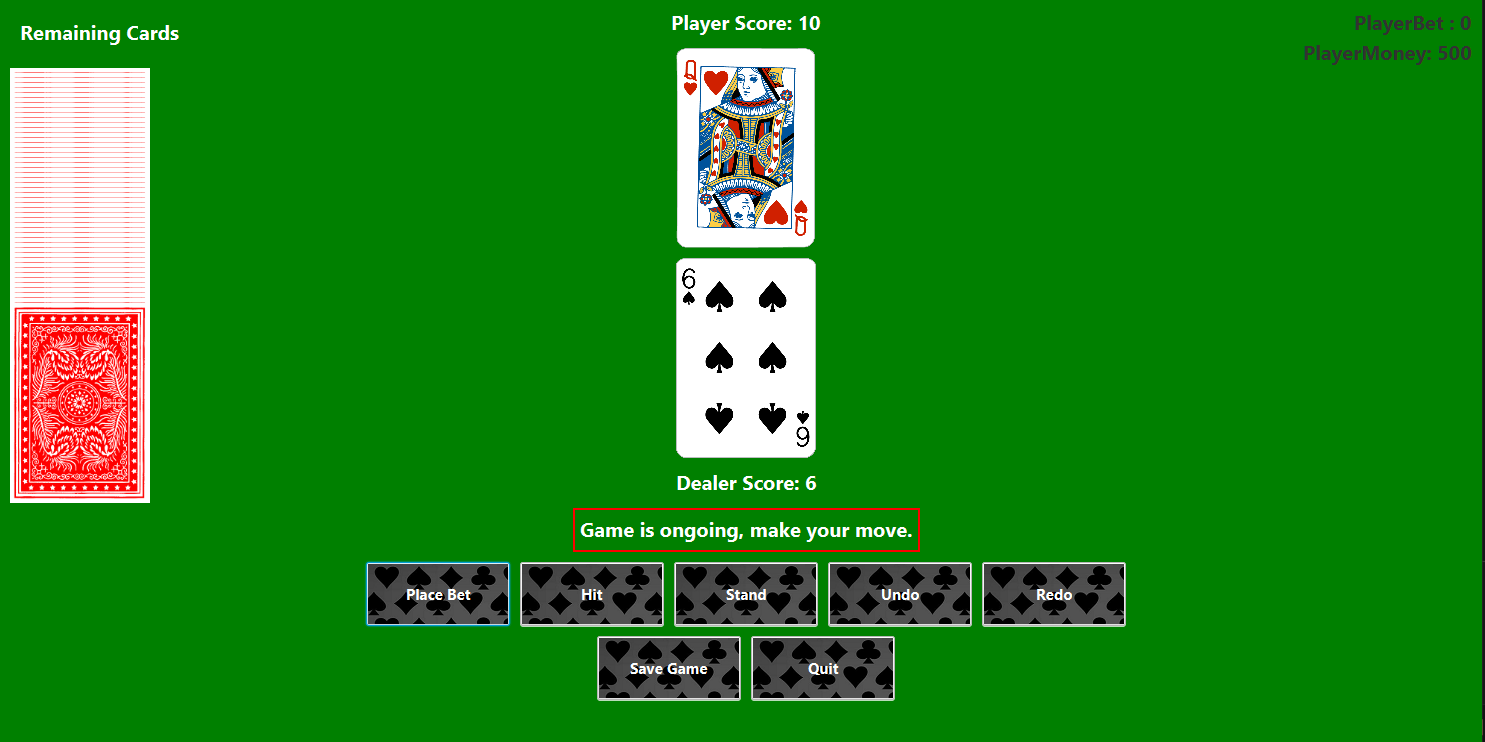 Remaining Cards
Player Score: 10
PlayerBet : 0
PlayerMoney: 500
Q
Q
6
6
Dealer Score: 6
Game is ongoing, make your move.
Place Bet
Hit
Stand
Undo
Redo
Save Game
Quit